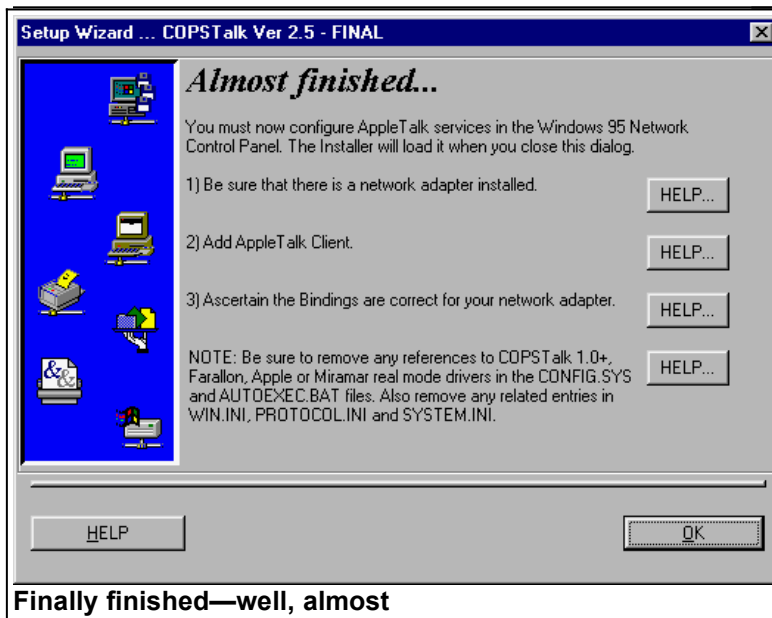 Setup Wizard ... COPSTalk Ver 2.5 - FINAL
Almost finished...
You must now configure AppleTalk services in the Windows 95 Network
Control Panel. The Installer will load it when you close this dialog.
1) Be sure that there is a network adapter installed.
HELP...
2) Add AppleTalk Client.
HELP...
3) Ascertain the Bindings are correct for your network adapter.
HELP...
NOTE: Be sure to remove any references to COPSTalk 1.0+,
Farallon, Apple or Miramar real mode drivers in the CONFIG.SYS
and AUTOEXEC.BAT files. Also remove any related entries in
WIN.INI, PROTOCOL.INI and SYSTEM.INI.
HELP...
&&
HELP
OK
Finally finished—well, almost